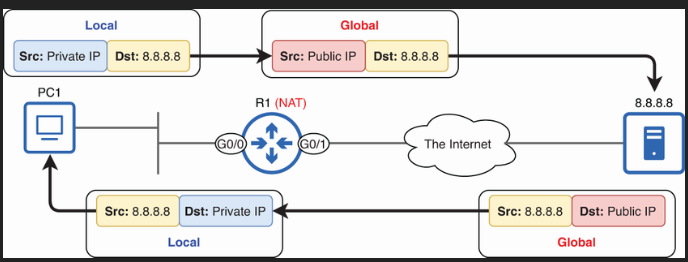 Local
Global
Src: Private IP Dst: 8.8.8.8
Src: Public IP Dst: 8.8.8.8
PC1
R1 (NAT)
8.8.8.8
G0/0
G0/1
The Internet
Src: 8.8.8.8 Dst: Private IP
Src: 8.8.8.8 Dst: Public IP
Local
Global